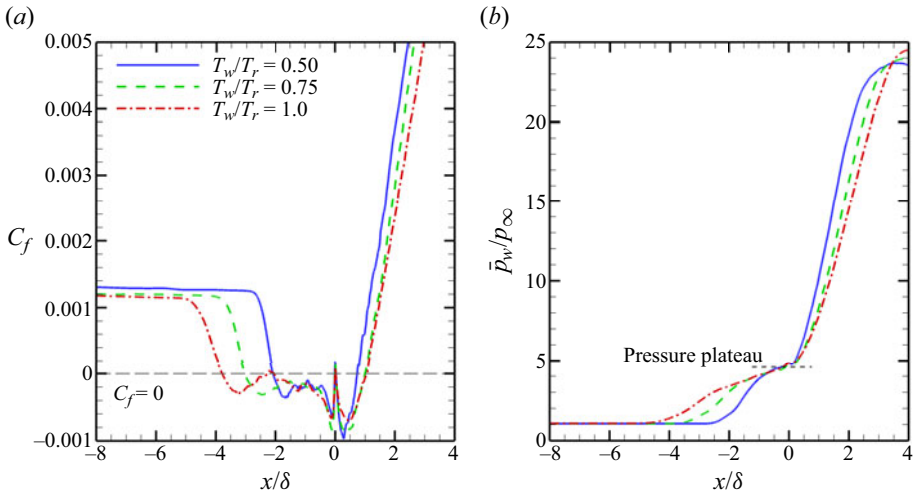 (a)
0.005
0.004
0.003
0.002
0.001
0
−0.001
C_f
T_w/T_r = 0.50
T_w/T_r = 0.75
T_w/T_r = 1.0
C_f = 0
−8 −6 −4 −2 0 2 4
x/δ
(b)
25
20
15
10
5
0
p̄_w/p_∞
Pressure plateau
−8 −6 −4 −2 0 2 4
x/δ